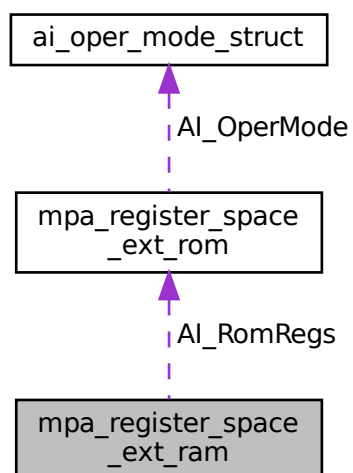 ai_oper_mode_struct
AI_OperMode
mpa_register_space
_ext_rom
AI_RomRegs
mpa_register_space
_ext_ram